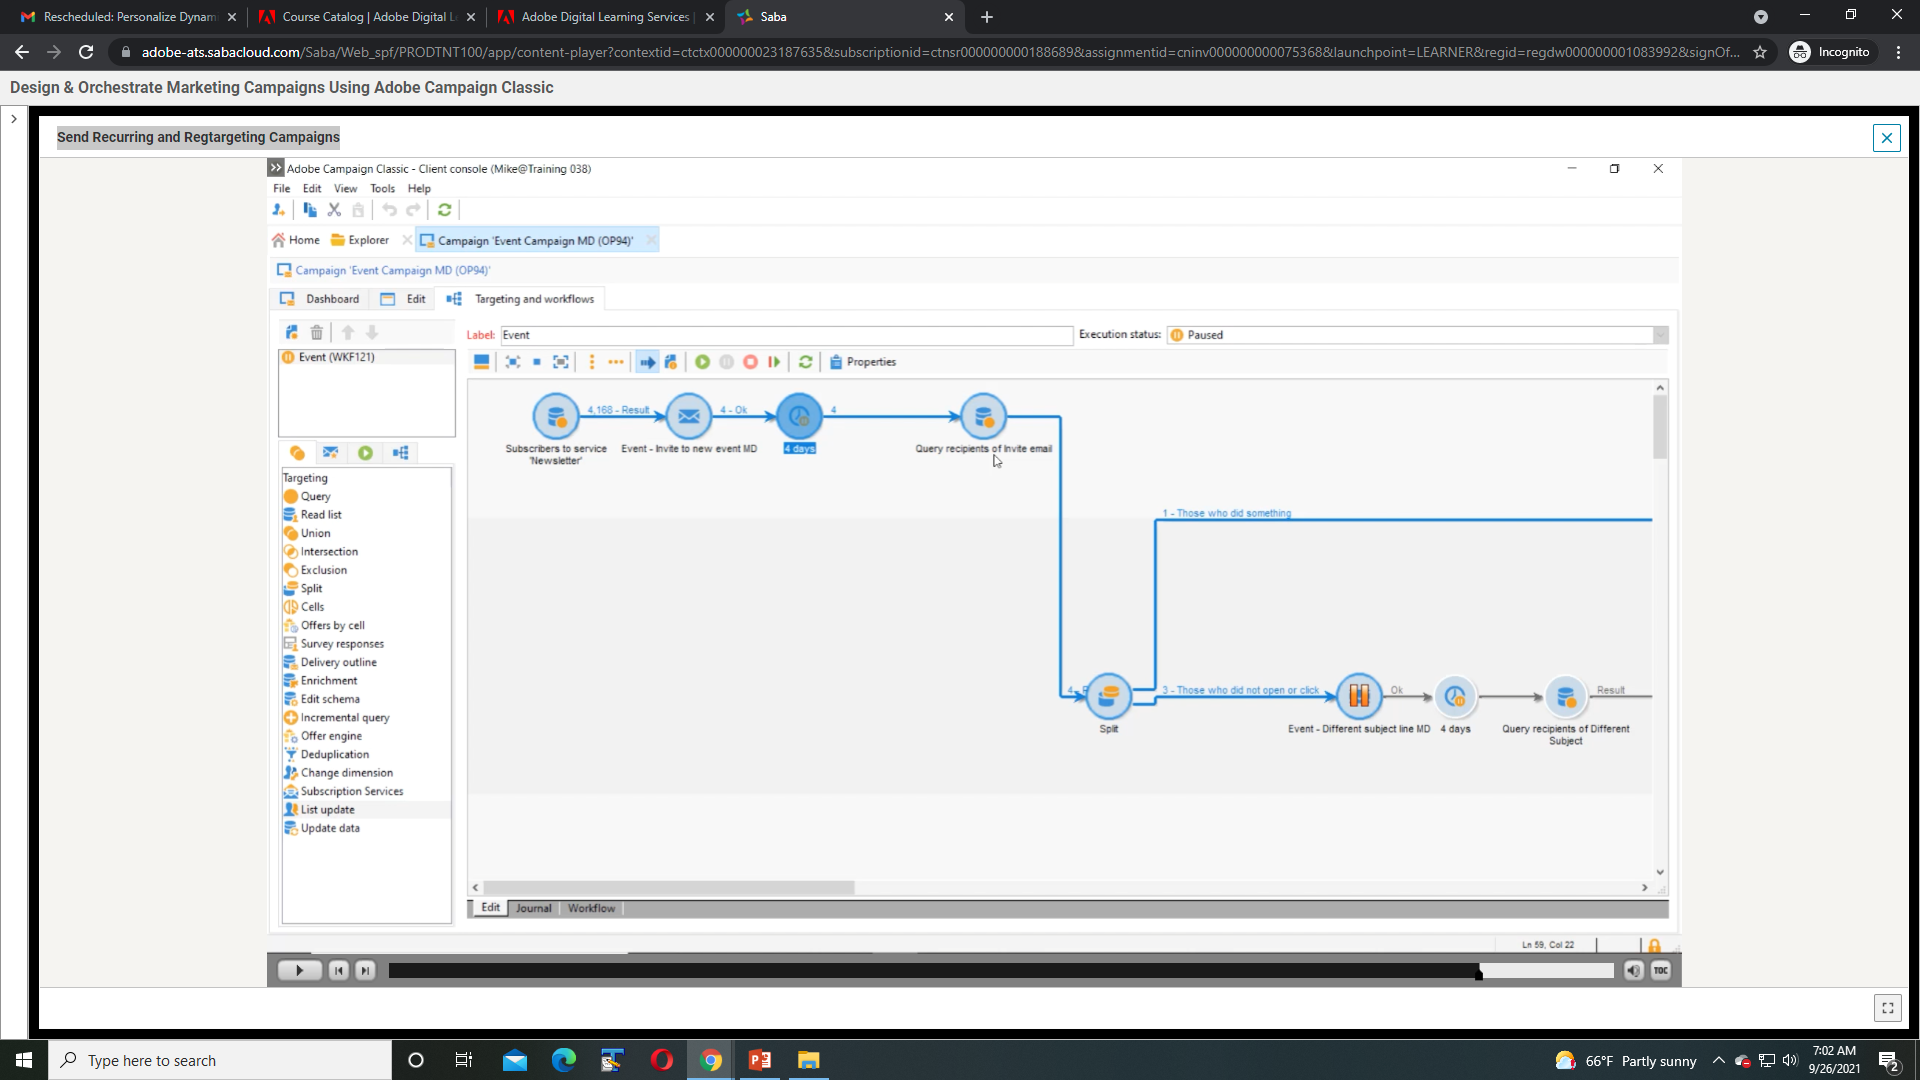 Rescheduled: Personalize Dynami
Course Catalog | Adobe Digital Le
Adobe Digital Learning Services |
Saba
adobe-ats.sabacloud.com/Saba/Web_spf/PRODTNT100/app/content-player?contextid=ctctx000000023187635&subscriptionid=ctnsr000000000188689&assignmentid=cninv000000000075368&launchpoint=LEARNER&regid=regdw000000001083992&signOf...
Incognito
Design & Orchestrate Marketing Campaigns Using Adobe Campaign Classic
Send Recurring and Regtargeting Campaigns
Adobe Campaign Classic - Client console (Mike@Training 038)
File Edit View Tools Help
Home Explorer Campaign 'Event Campaign MD (OP94)'
Campaign 'Event Campaign MD (OP94)'
Dashboard Edit Targeting and workflows
Label: Event
Execution status: Paused
Event (WKF121)
Properties
4,168 - Result
4 - Ok
4
Subscribers to service
'Newsletter'
Event - Invite to new event MD
4 days
Query recipients of Invite email
Targeting
Query
Read list
Union
Intersection
Exclusion
Split
Cells
Offers by cell
Survey responses
Delivery outline
Enrichment
Edit schema
Incremental query
Offer engine
Deduplication
Change dimension
Subscription Services
List update
Update data
1 - Those who did something
4 - R
3 - Those who did not open or click
Ok
Result
Split
Event - Different subject line MD
4 days
Query recipients of Different
Subject
Edit Journal Workflow
Ln 59, Col 22
TOC
Type here to search
66°F Partly sunny
7:02 AM
9/26/2021
2